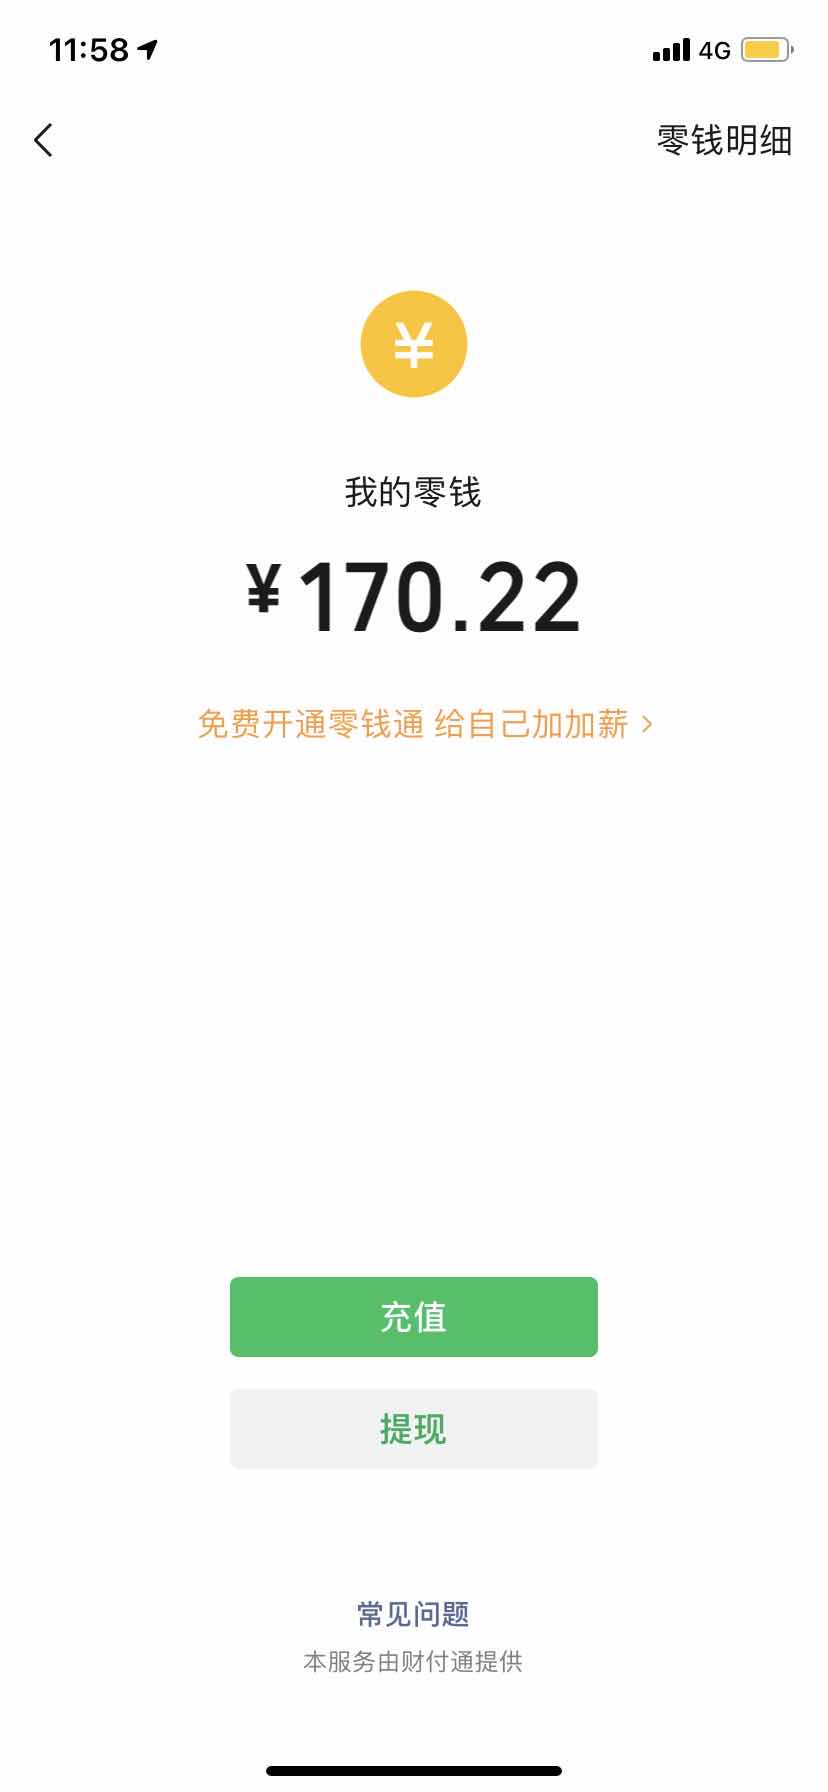 11:58
4G
零钱明细
¥
我的零钱
¥170.22
免费开通零钱通 给自己加加薪 >
充值
提现
常见问题
本服务由财付通提供